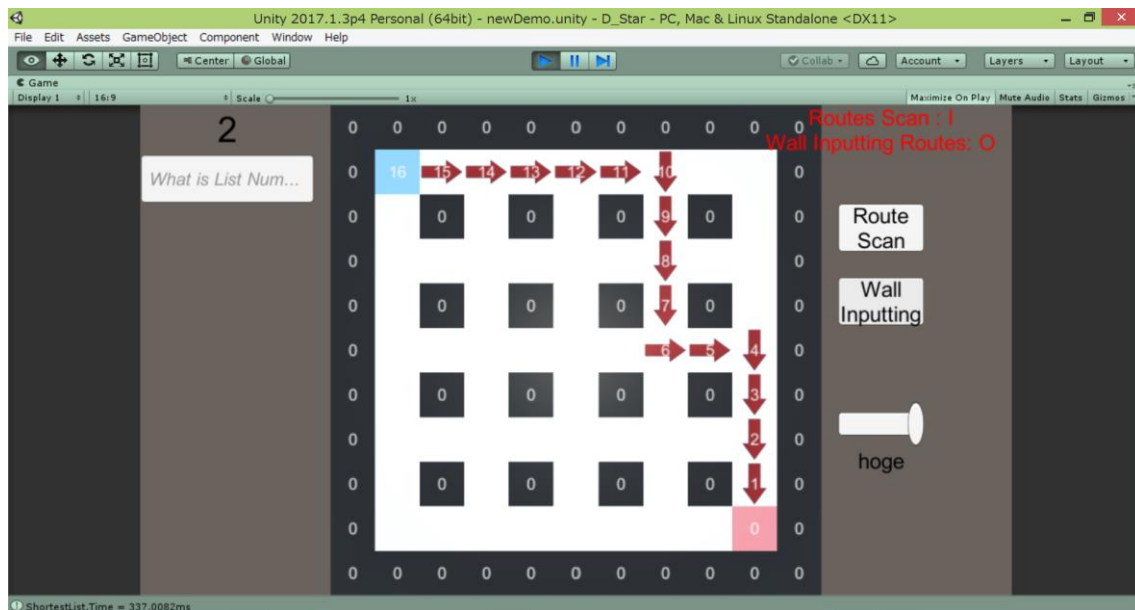 Unity 2017.1.3p4 Personal (64bit) - newDemo.unity - D_Star - PC, Mac & Linux Standalone <DX11>
File Edit Assets GameObject Component Window Help
Center Global Collab Account Layers Layout
Game
Display 1 16:9 Scale 1x Maximize On Play Mute Audio Stats Gizmos
2
What is List Num...
0 0 0 0 0 0 0 0 0 0 0
0 16 15 14 13 12 11 10 0
0 0 0 0 9 0 0
0 8 0
0 0 0 0 7 0 0
0 6 5 4 0
0 0 0 0 0 3 0
0 2 0
0 0 0 0 0 1 0
0 0 0
0 0 0 0 0 0 0 0 0 0 0
Routes Scan : I
Wall Inputting Routes: O
Route
Scan
Wall
Inputting
hoge
ShortestList.Time = 337.0082ms